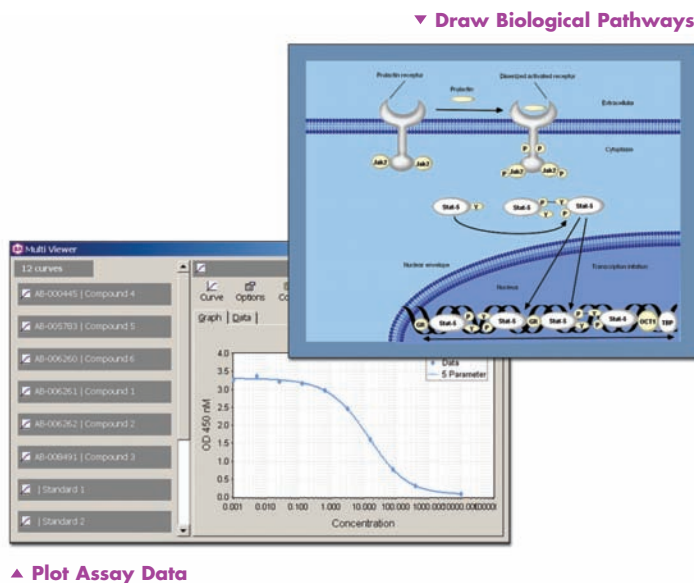 ▼ Draw Biological Pathways
Prolactin receptor
Dimerized activated receptor
Prolactin
Extracellular
Cytoplasm
P P
Jak2 Jak2
P Jak2 Jak2 P
Stat-5 Y
Stat-5 P Y Stat-5
Y P
Nuclear envelope
Transcription initiation
Nucleus
GR Stat-5 P Y Stat-5 GR Stat-5 P Y Stat-5 OCT1 TBP
Y P Y P
Multi Viewer
12 curves
AB-000445 | Compound 4
AB-005783 | Compound 5
AB-006260 | Compound 6
AB-006261 | Compound 1
AB-006262 | Compound 2
AB-008491 | Compound 3
| Standard 1
| Standard 2
Curve Options
Graph Data
Data
5 Parameter
4.0
3.5
3.0
2.5
2.0
1.5
1.0
0.5
0.0
OD 450 nM
0.001 0.010 0.100 1.000 10.000 100.000 1000.000
Concentration
▲ Plot Assay Data